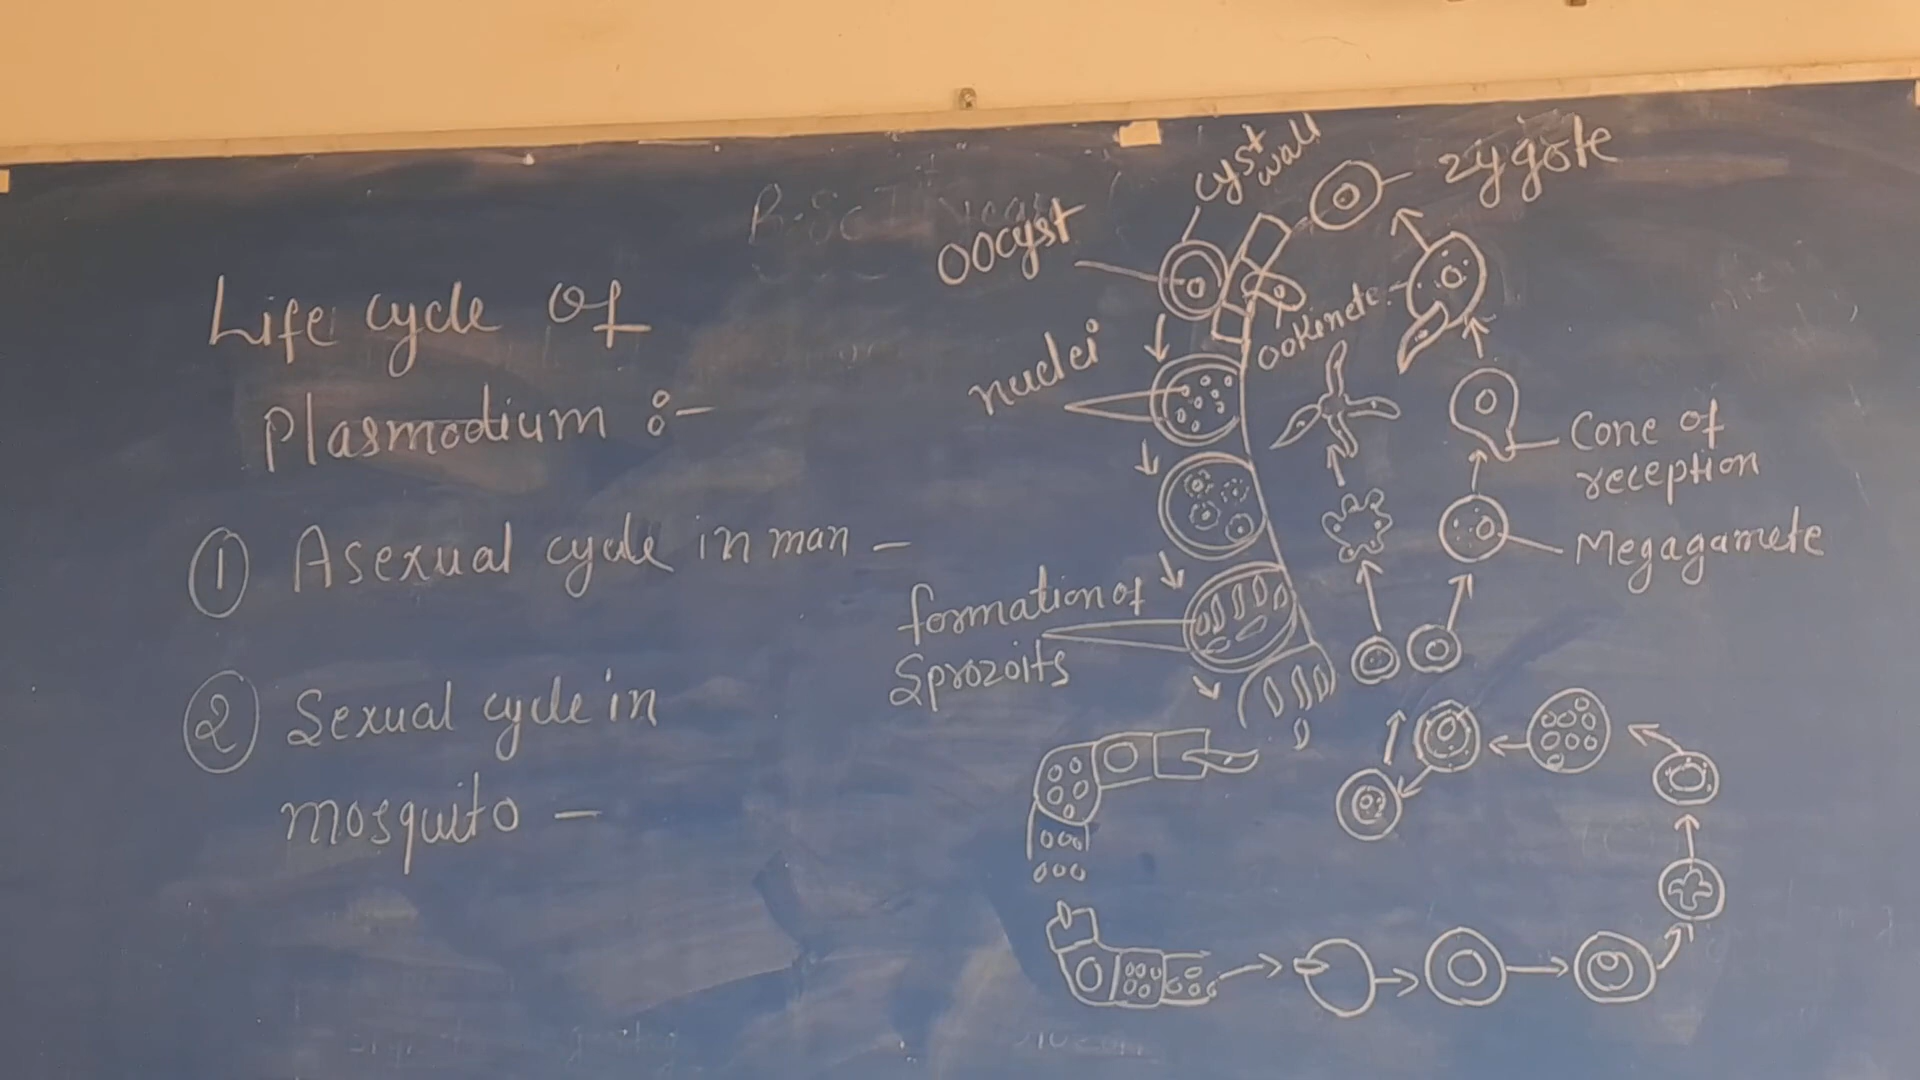 Life cycle of
Plasmodium :-
① Asexual cycle in man -
② Sexual cycle in
mosquito -
cyst wall
zygote
oocyst
ookinete
nuclei
Cone of
reception
Megagamete
formation of
Sprozoits